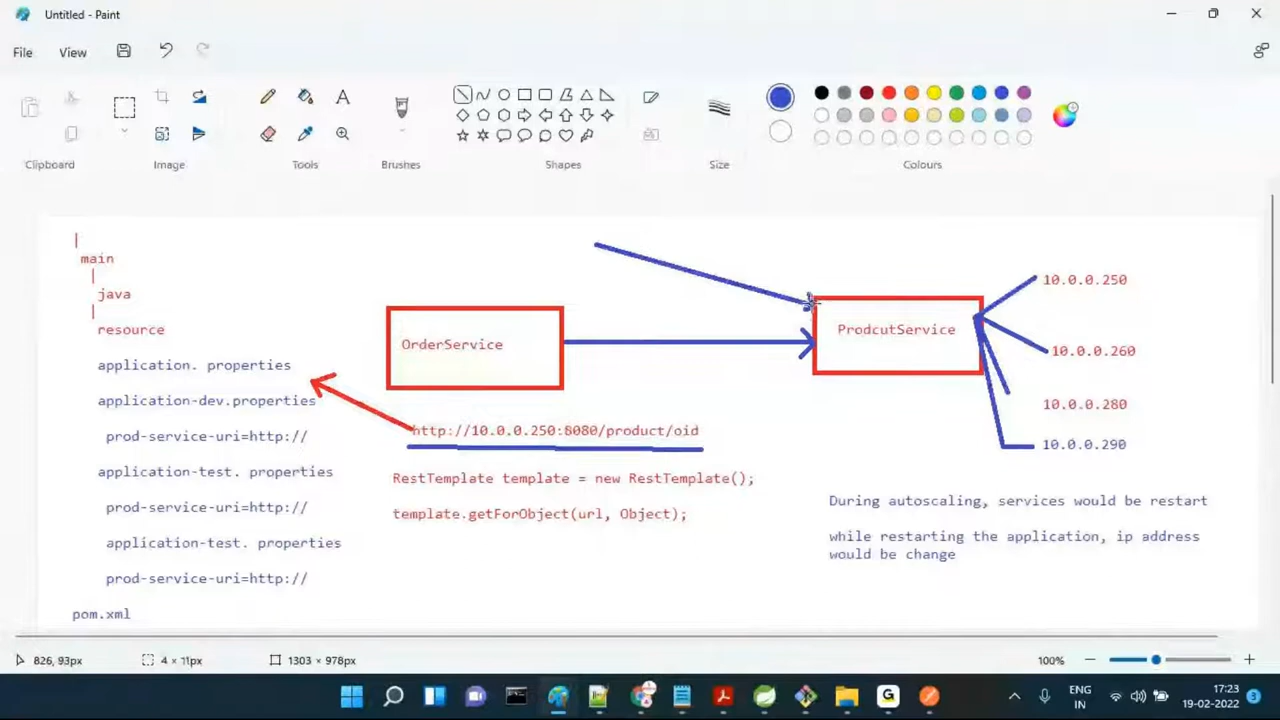 Untitled - Paint
File
View
Clipboard
Image
Tools
Brushes
Shapes
Size
Colours
main
java
resource
application. properties
application-dev.properties
prod-service-uri=http://
application-test. properties
prod-service-uri=http://
application-test. properties
prod-service-uri=http://
pom.xml
OrderService
http://10.0.0.250:8080/product/oid
RestTemplate template = new RestTemplate();
template.getForObject(url, Object);
ProdcutService
10.0.0.250
10.0.0.260
10.0.0.280
10.0.0.290
During autoscaling, services would be restart
while restarting the application, ip address
would be change
826, 93px
4 × 11px
1303 × 978px
100%
ENG
IN
17:23
19-02-2022
3